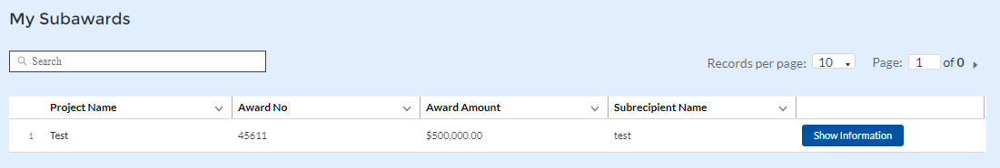 My Subawards
Search
Records per page: 10 Page: 1 of 0
Project Name Award No Award Amount Subrecipient Name
1 Test 45611 $500,000.00 test Show Information